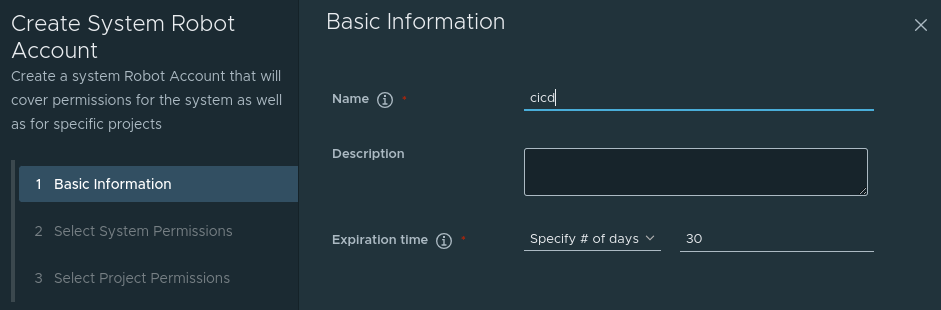 Create System Robot
Account
Create a system Robot Account that will
cover permissions for the system as well
as for specific projects
1 Basic Information
2 Select System Permissions
3 Select Project Permissions
Basic Information
Name *
cicd
Description
Expiration time *
Specify # of days
30